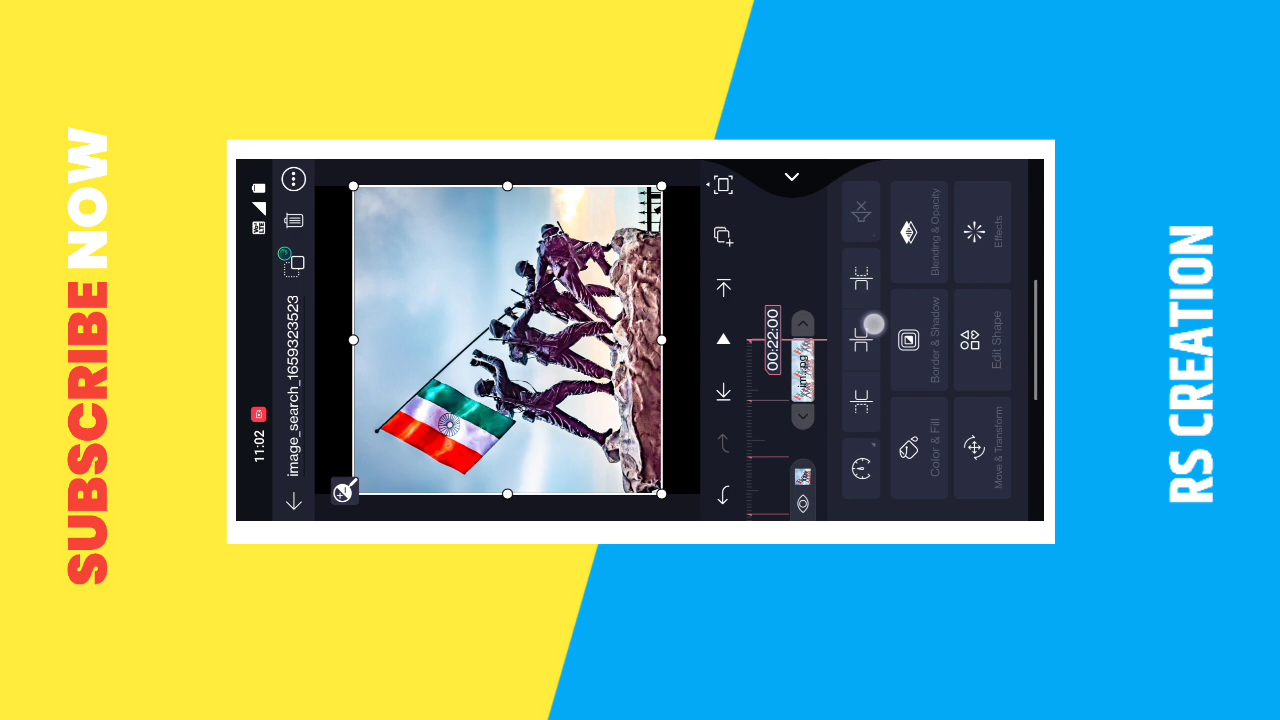 SUBSCRIBE NOW
11:02
image_search_1659323523
00:22:00
Color & Fill
Border & Shadow
Blending & Opacity
Move & Transform
Edit Shape
Effects
RS CREATION